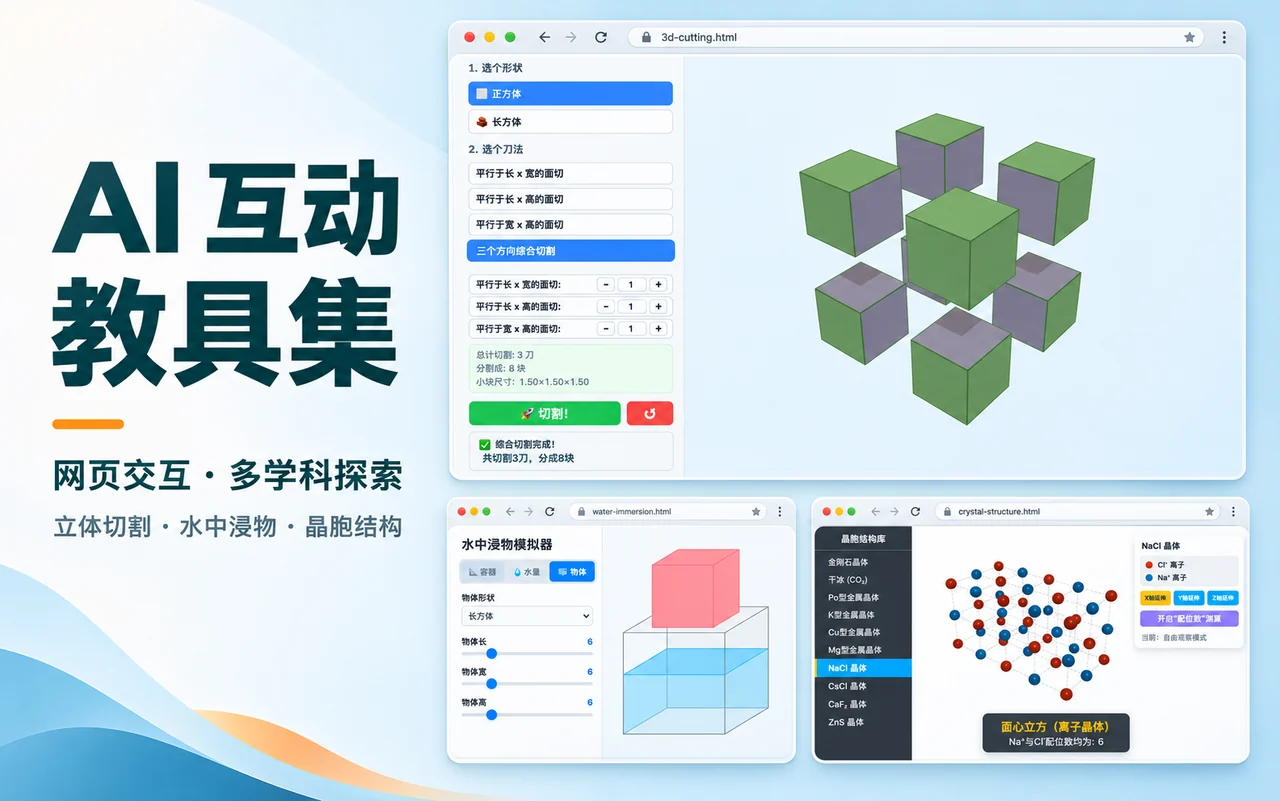 AI 互动
教具集
网页交互 · 多学科探索
立体切割 · 水中浸物 · 晶胞结构
3d-cutting.html
1. 选个形状
正方体
长方体
2. 选个刀法
平行于长 x 宽的面切
平行于长 x 高的面切
平行于宽 x 高的面切
三个方向综合切割
平行于长 x 宽的面切: - 1 +
平行于长 x 高的面切: - 1 +
平行于宽 x 高的面切: - 1 +
总计切割: 3 刀
分割成: 8 块
小块尺寸: 1.50×1.50×1.50
切割!
综合切割完成!
共切割3刀，分成8块
water-immersion.html
水中浸物模拟器
容器 水量 物体
物体形状
长方体
物体长 6
物体宽 6
物体高 6
crystal-structure.html
晶胞结构库
金刚石晶体
干冰 (CO₂)
Po型金属晶体
K型金属晶体
Cu型金属晶体
Mg型金属晶体
NaCl 晶体
CsCl 晶体
CaF₂ 晶体
ZnS 晶体
NaCl 晶体
Cl⁻ 离子
Na⁺ 离子
X轴延伸 Y轴延伸 Z轴延伸
开启"配位数"测算
当前：自由观察模式
面心立方（离子晶体）
Na⁺与Cl⁻配位数均为: 6